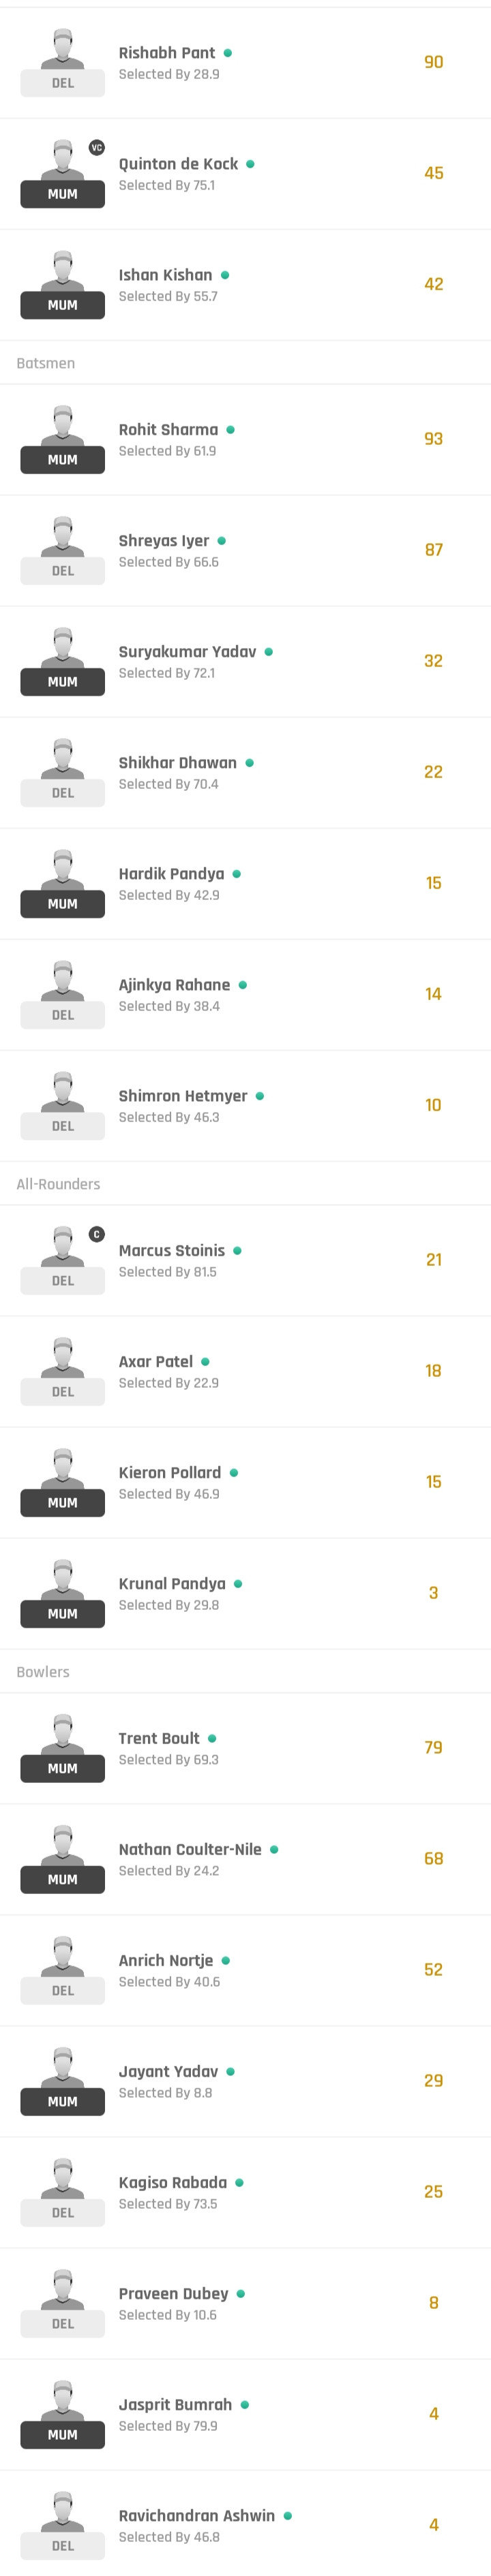 Rishabh Pant
Selected By 28.9
90
DEL
VC
Quinton de Kock
Selected By 75.1
45
MUM
Ishan Kishan
Selected By 55.7
42
MUM
Batsmen
Rohit Sharma
Selected By 61.9
93
MUM
Shreyas Iyer
Selected By 66.6
87
DEL
Suryakumar Yadav
Selected By 72.1
32
MUM
Shikhar Dhawan
Selected By 70.4
22
DEL
Hardik Pandya
Selected By 42.9
15
MUM
Ajinkya Rahane
Selected By 38.4
14
DEL
Shimron Hetmyer
Selected By 46.3
10
DEL
All-Rounders
C
Marcus Stoinis
Selected By 81.5
21
DEL
Axar Patel
Selected By 22.9
18
DEL
Kieron Pollard
Selected By 46.9
15
MUM
Krunal Pandya
Selected By 29.8
3
MUM
Bowlers
Trent Boult
Selected By 69.3
79
MUM
Nathan Coulter-Nile
Selected By 24.2
68
MUM
Anrich Nortje
Selected By 40.6
52
DEL
Jayant Yadav
Selected By 8.8
29
MUM
Kagiso Rabada
Selected By 73.5
25
DEL
Praveen Dubey
Selected By 10.6
8
DEL
Jasprit Bumrah
Selected By 79.9
4
MUM
Ravichandran Ashwin
Selected By 46.8
4
DEL